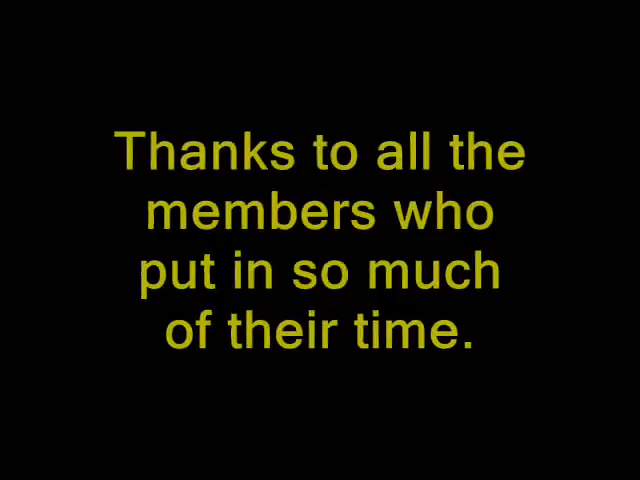 Thanks to all the
members who
put in so much
of their time.